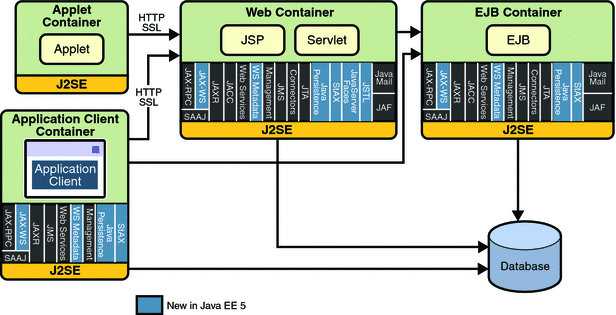 Applet
Container
Applet
J2SE
HTTP
SSL
HTTP
SSL
Web Container
JSP
Servlet
JAX-RPC
SAAJ
JAX-WS
JAXR
JACC
Web Services
WS Metadata
Management
JMS
Connectors
JTA
Java
Persistence
SIAX
JavaServer
Faces
JSTL
Java
Mail
JAF
J2SE
EJB Container
EJB
JAX-RPC
SAAJ
JAX-WS
JAXR
JACC
Web Services
WS Metadata
Management
JMS
Connectors
JTA
Java
Persistence
SIAX
Java
Mail
JAF
J2SE
Application Client
Container
Application
Client
JAX-RPC
SAAJ
JAX-WS
JAXR
JMS
Web Services
WS Metadata
Management
Java
Persistence
SIAX
J2SE
Database
New in Java EE 5